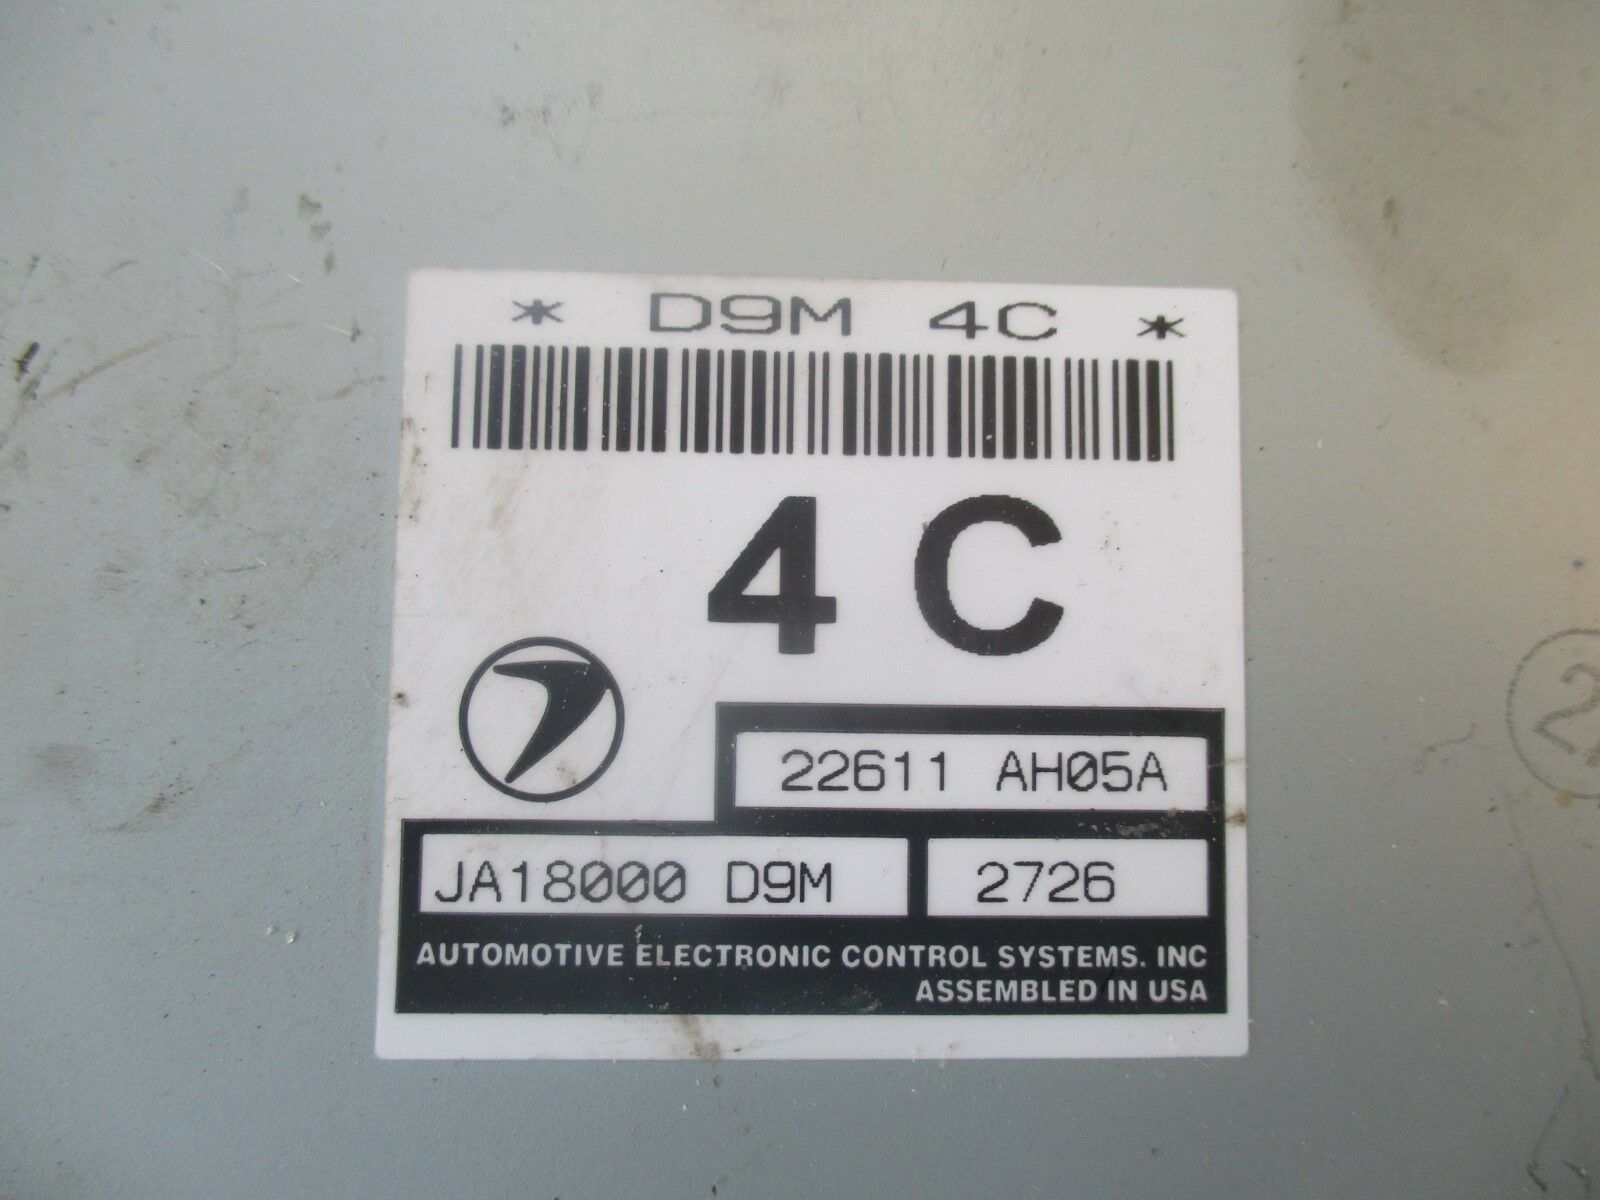 * D9M 4C *
4C
22611 AH05A
JA18000 D9M
2726
AUTOMOTIVE ELECTRONIC CONTROL SYSTEMS. INC
ASSEMBLED IN USA